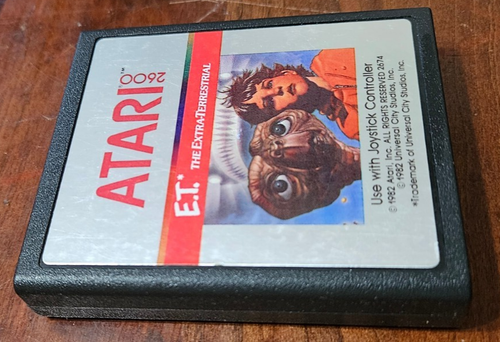 ATARI 2600™
E.T.* THE EXTRA-TERRESTRIAL
Use with Joystick Controller
© 1982 Atari, Inc. ALL RIGHTS RESERVED 2674
© 1982 Universal City Studios, Inc.
*Trademark of Universal City Studios, Inc.